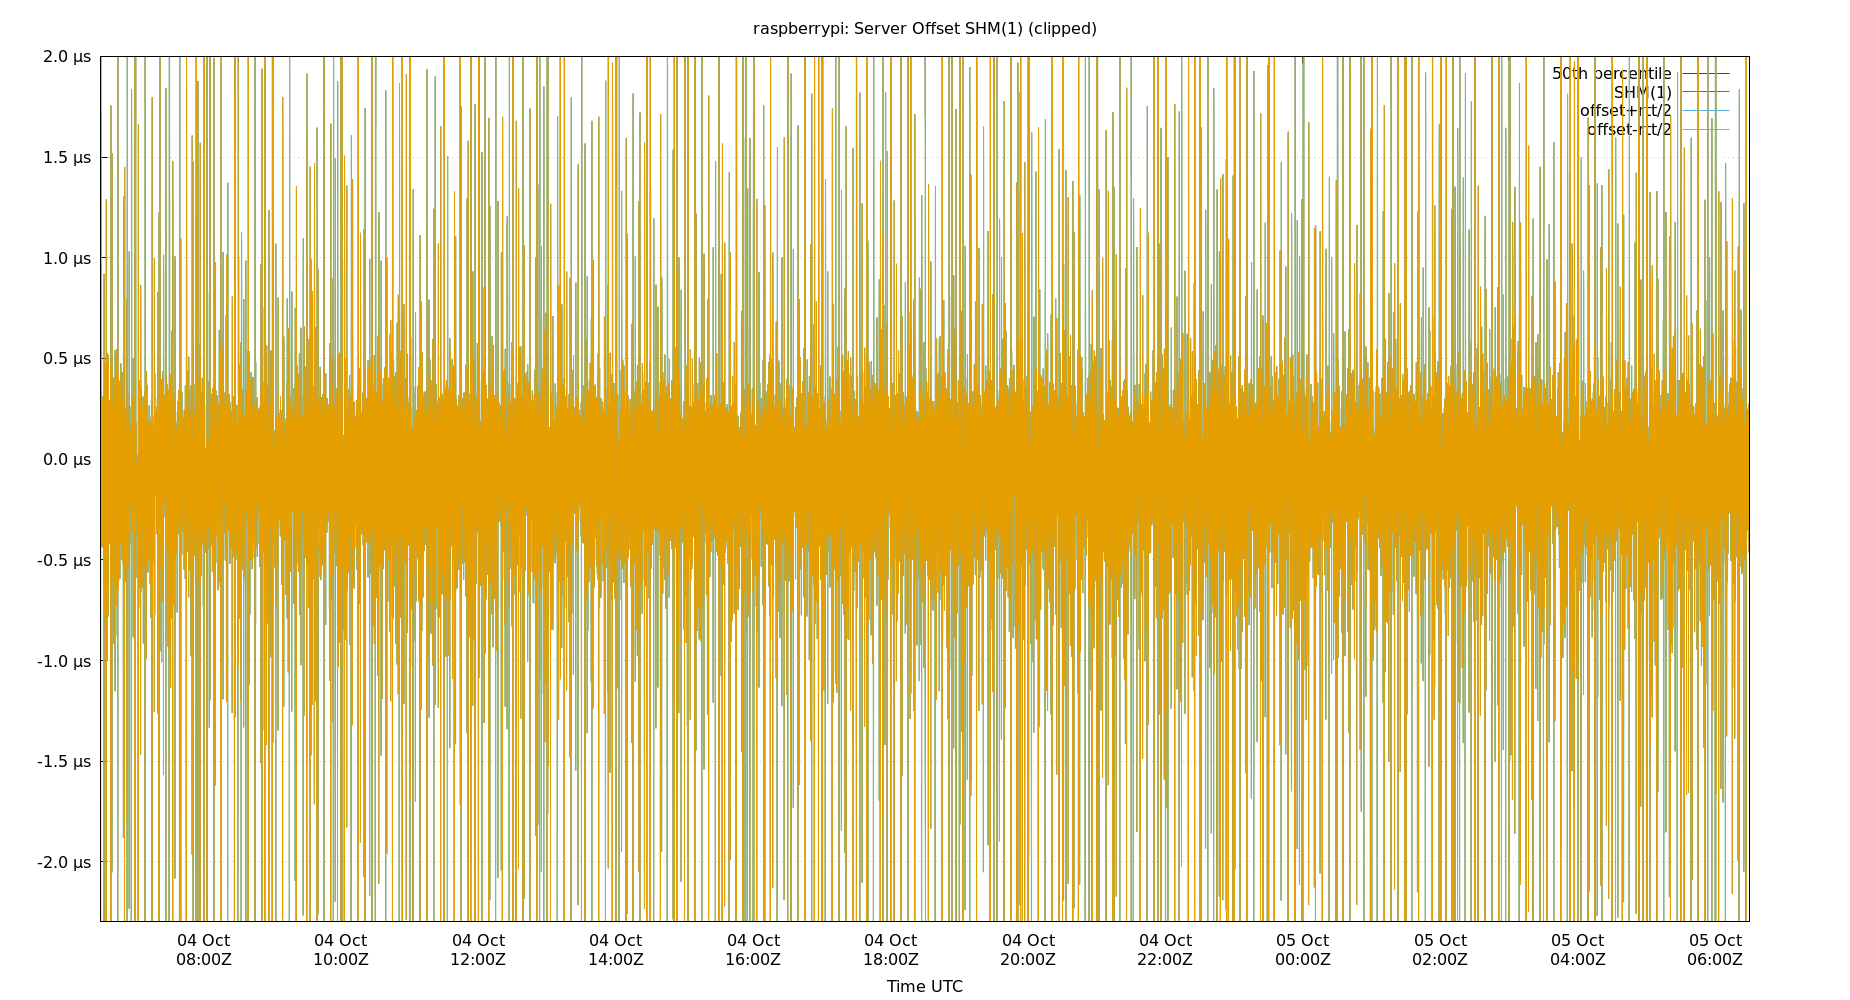 raspberrypi: Server Offset SHM(1) (clipped)
2.0 µs
1.5 µs
1.0 µs
0.5 µs
0.0 µs
-0.5 µs
-1.0 µs
-1.5 µs
-2.0 µs
50th percentile
SHM(1)
offset+rtt/2
offset-rtt/2
04 Oct 04 Oct 04 Oct 04 Oct 04 Oct 04 Oct 04 Oct 04 Oct 05 Oct 05 Oct 05 Oct 05 Oct
08:00Z 10:00Z 12:00Z 14:00Z 16:00Z 18:00Z 20:00Z 22:00Z 00:00Z 02:00Z 04:00Z 06:00Z
Time UTC